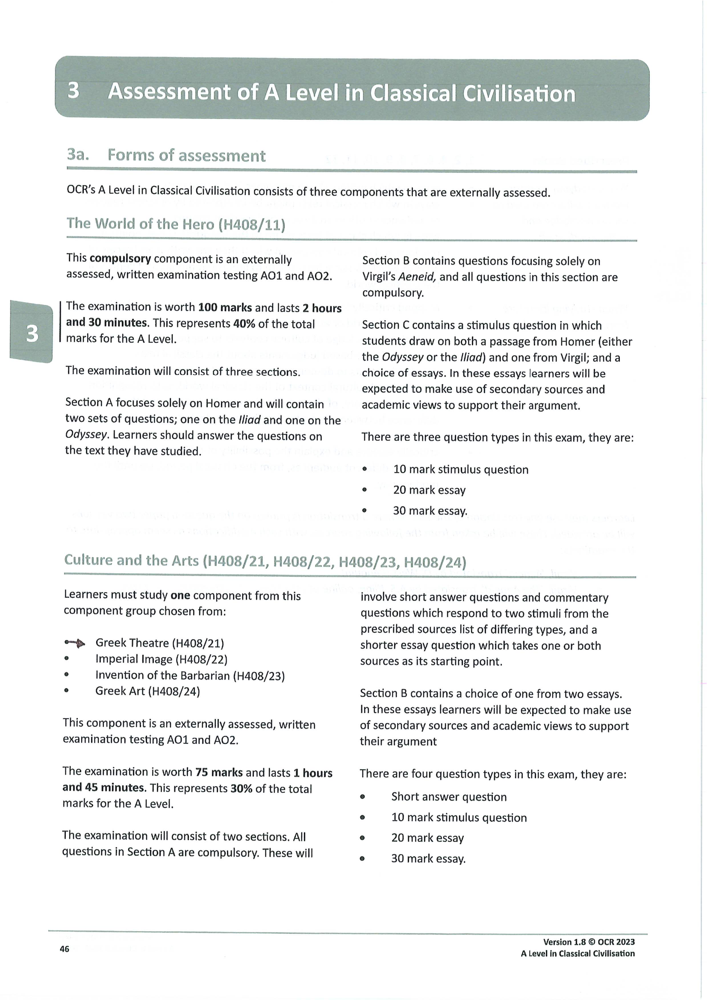 3 Assessment of A Level in Classical Civilisation
3a. Forms of assessment
OCR's A Level in Classical Civilisation consists of three components that are externally assessed.
The World of the Hero (H408/11)
This compulsory component is an externally
assessed, written examination testing AO1 and AO2.
The examination is worth 100 marks and lasts 2 hours
and 30 minutes. This represents 40% of the total
marks for the A Level.
3
The examination will consist of three sections.
Section A focuses solely on Homer and will contain
two sets of questions; one on the Iliad and one on the
Odyssey. Learners should answer the questions on
the text they have studied.
Section B contains questions focusing solely on
Virgil's Aeneid, and all questions in this section are
compulsory.
Section C contains a stimulus question in which
students draw on both a passage from Homer (either
the Odyssey or the Iliad) and one from Virgil; and a
choice of essays. In these essays learners will be
expected to make use of secondary sources and
academic views to support their argument.
There are three question types in this exam, they are:
• 10 mark stimulus question
• 20 mark essay
• 30 mark essay.
Culture and the Arts (H408/21, H408/22, H408/23, H408/24)
Learners must study one component from this
component group chosen from:
• Greek Theatre (H408/21)
• Imperial Image (H408/22)
• Invention of the Barbarian (H408/23)
• Greek Art (H408/24)
This component is an externally assessed, written
examination testing AO1 and AO2.
The examination is worth 75 marks and lasts 1 hours
and 45 minutes. This represents 30% of the total
marks for the A Level.
The examination will consist of two sections. All
questions in Section A are compulsory. These will
involve short answer questions and commentary
questions which respond to two stimuli from the
prescribed sources list of differing types, and a
shorter essay question which takes one or both
sources as its starting point.
Section B contains a choice of one from two essays.
In these essays learners will be expected to make use
of secondary sources and academic views to support
their argument
There are four question types in this exam, they are:
• Short answer question
• 10 mark stimulus question
• 20 mark essay
• 30 mark essay.
46
Version 1.8 © OCR 2023
A Level in Classical Civilisation